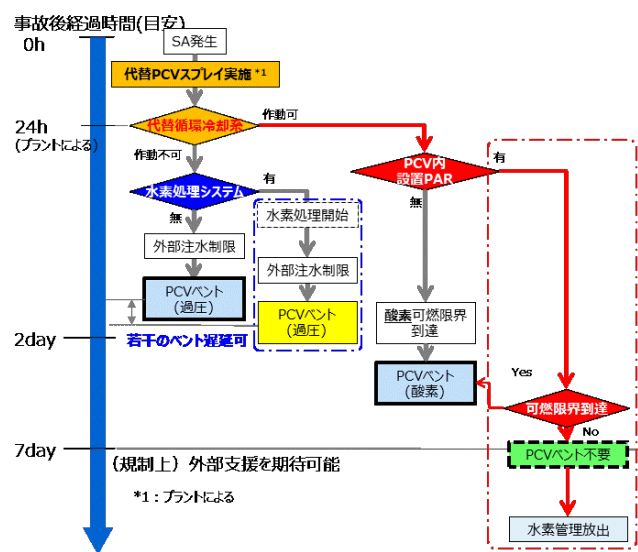 事故後経過時間(目安)
0h
SA発生
代替PCVスプレイ実施 *1
24h
(プラントによる)
代替循環冷却系
作動可
作動不可
PCV内
設置PAR
有
無
水素処理システム
有
無
水素処理開始
外部注水制限
外部注水制限
PCVベント
(過圧)
PCVベント
(過圧)
酸素可燃限界
到達
2day
若干のベント遅延可
PCVベント
(酸素)
Yes
可燃限界到達
No
7day
PCVベント不要
(規制上)外部支援を期待可能
*1:プラントによる
水素管理放出